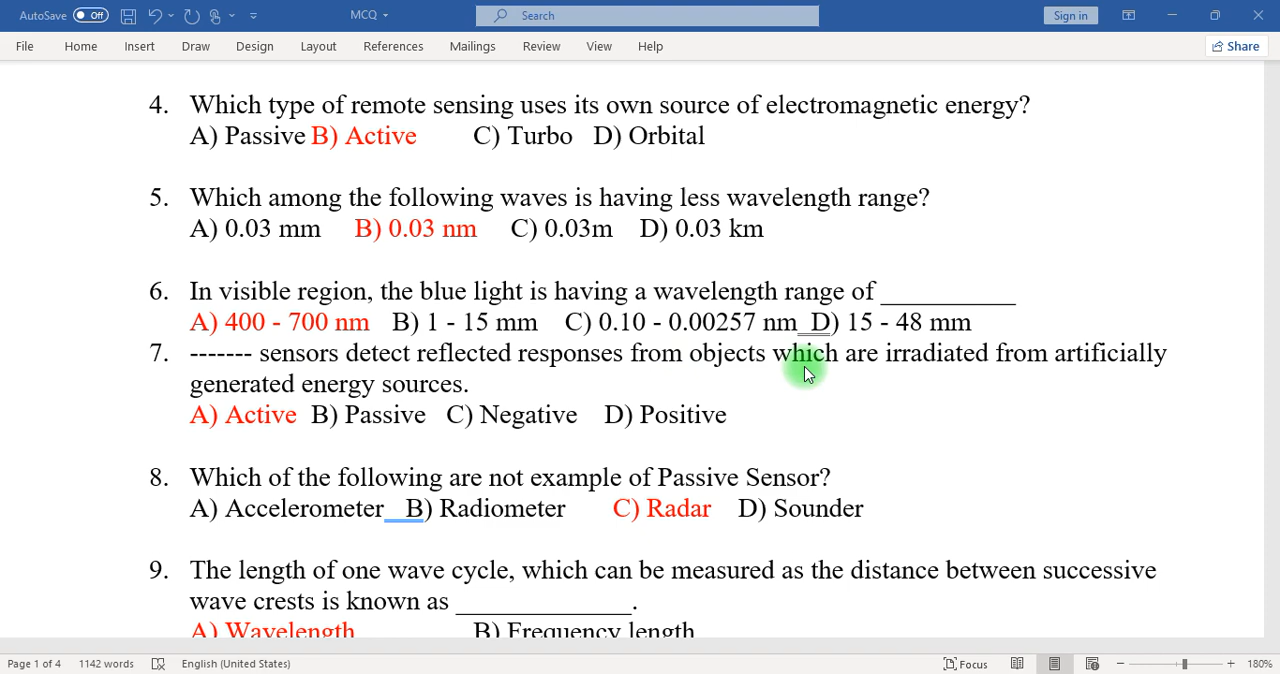 AutoSave Off MCQ Search Sign in
File Home Insert Draw Design Layout References Mailings Review View Help Share
4. Which type of remote sensing uses its own source of electromagnetic energy?
A) Passive B) Active C) Turbo D) Orbital
5. Which among the following waves is having less wavelength range?
A) 0.03 mm B) 0.03 nm C) 0.03m D) 0.03 km
6. In visible region, the blue light is having a wavelength range of __________
A) 400 - 700 nm B) 1 - 15 mm C) 0.10 - 0.00257 nm D) 15 - 48 mm
7. ------- sensors detect reflected responses from objects which are irradiated from artificially
generated energy sources.
A) Active B) Passive C) Negative D) Positive
8. Which of the following are not example of Passive Sensor?
A) Accelerometer B) Radiometer C) Radar D) Sounder
9. The length of one wave cycle, which can be measured as the distance between successive
wave crests is known as _____________.
A) Wavelength B) Frequency length
Page 1 of 4 1142 words English (United States) Focus 180%